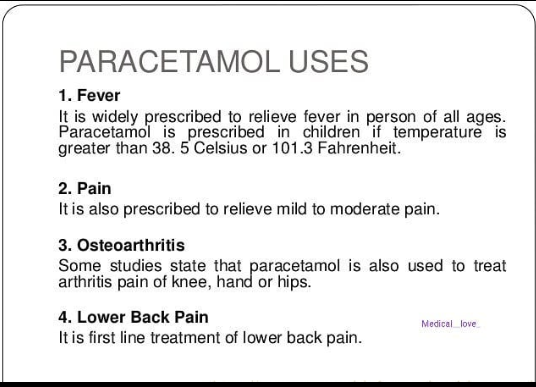 PARACETAMOL USES
1. Fever
It is widely prescribed to relieve fever in person of all ages.
Paracetamol is prescribed in children if temperature is
greater than 38. 5 Celsius or 101.3 Fahrenheit.
2. Pain
It is also prescribed to relieve mild to moderate pain.
3. Osteoarthritis
Some studies state that paracetamol is also used to treat
arthritis pain of knee, hand or hips.
4. Lower Back Pain
Medical__love_
It is first line treatment of lower back pain.